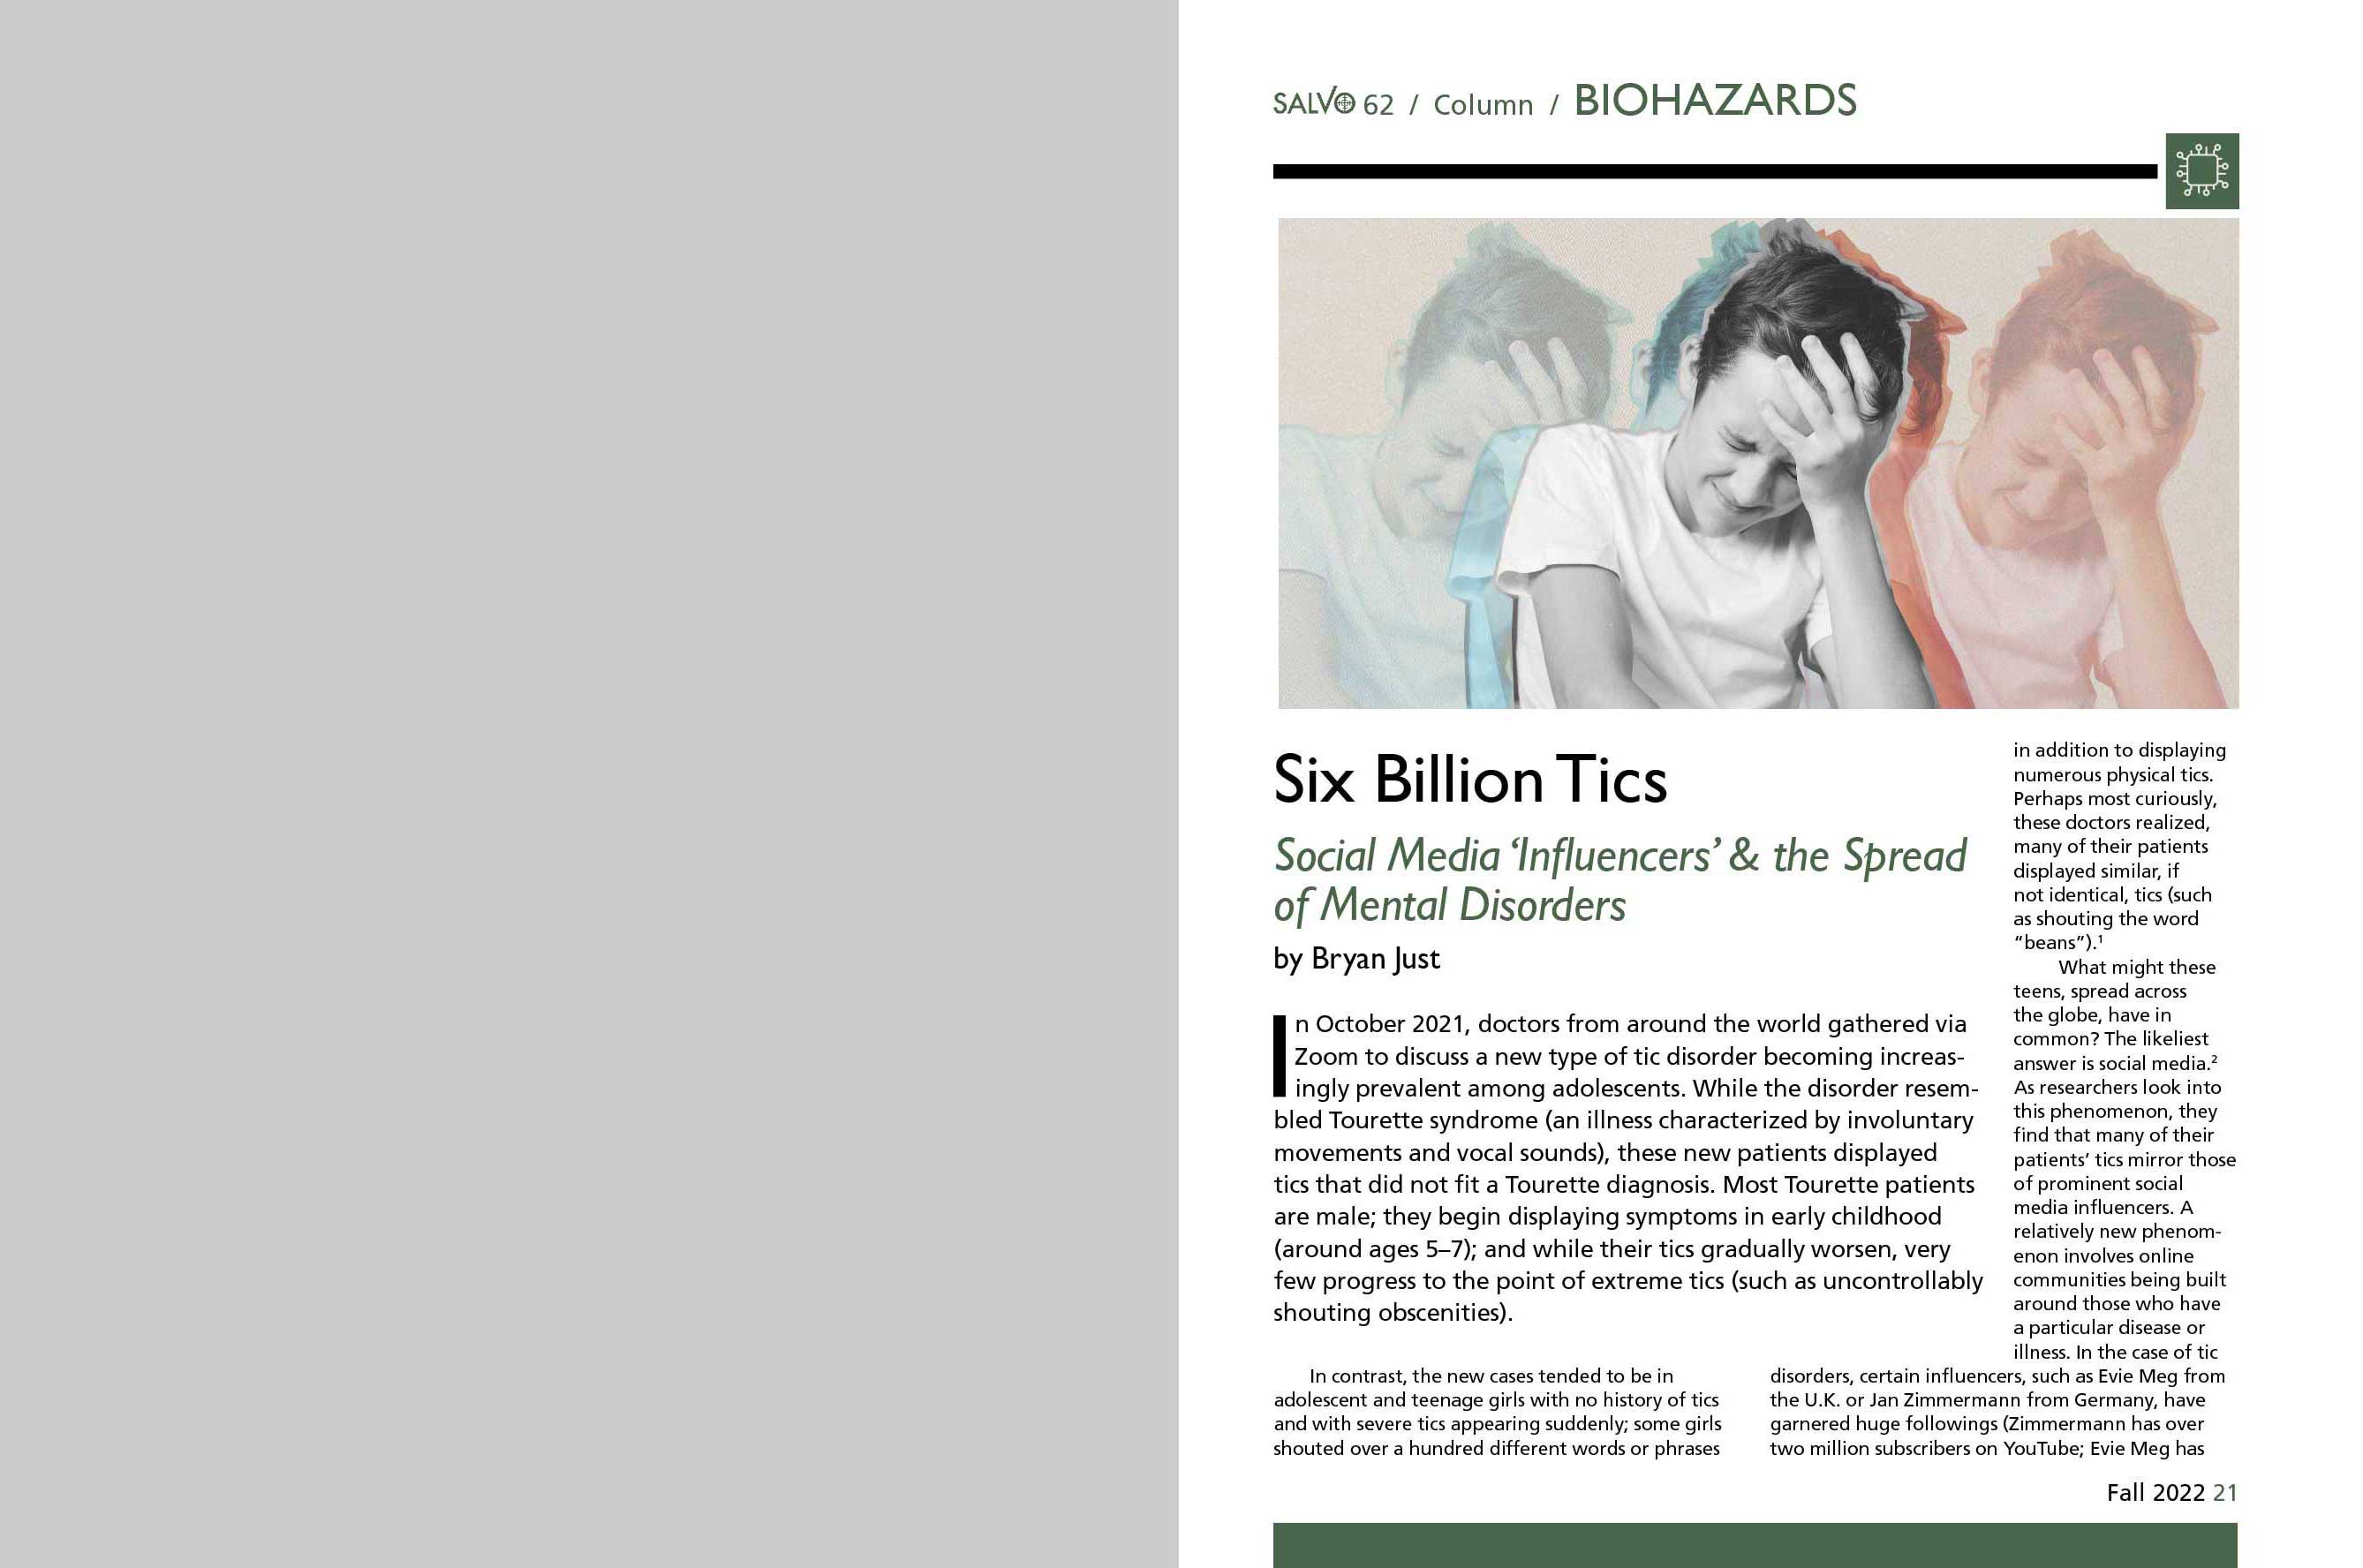 SALVO 62 / Column / BIOHAZARDS
Six Billion Tics
Social Media ‘Influencers’ & the Spread
of Mental Disorders
by Bryan Just
In October 2021, doctors from around the world gathered via
Zoom to discuss a new type of tic disorder becoming increas-
ingly prevalent among adolescents. While the disorder resem-
bled Tourette syndrome (an illness characterized by involuntary
movements and vocal sounds), these new patients displayed
tics that did not fit a Tourette diagnosis. Most Tourette patients
are male; they begin displaying symptoms in early childhood
(around ages 5–7); and while their tics gradually worsen, very
few progress to the point of extreme tics (such as uncontrollably
shouting obscenities).
In contrast, the new cases tended to be in
adolescent and teenage girls with no history of tics
and with severe tics appearing suddenly; some girls
shouted over a hundred different words or phrases
in addition to displaying
numerous physical tics.
Perhaps most curiously,
these doctors realized,
many of their patients
displayed similar, if
not identical, tics (such
as shouting the word
“beans”).¹
What might these
teens, spread across
the globe, have in
common? The likeliest
answer is social media.²
As researchers look into
this phenomenon, they
find that many of their
patients’ tics mirror those
of prominent social
media influencers. A
relatively new phenom-
enon involves online
communities being built
around those who have
a particular disease or
illness. In the case of tic
disorders, certain influencers, such as Evie Meg from
the U.K. or Jan Zimmermann from Germany, have
garnered huge followings (Zimmermann has over
two million subscribers on YouTube; Evie Meg has
Fall 2022 21